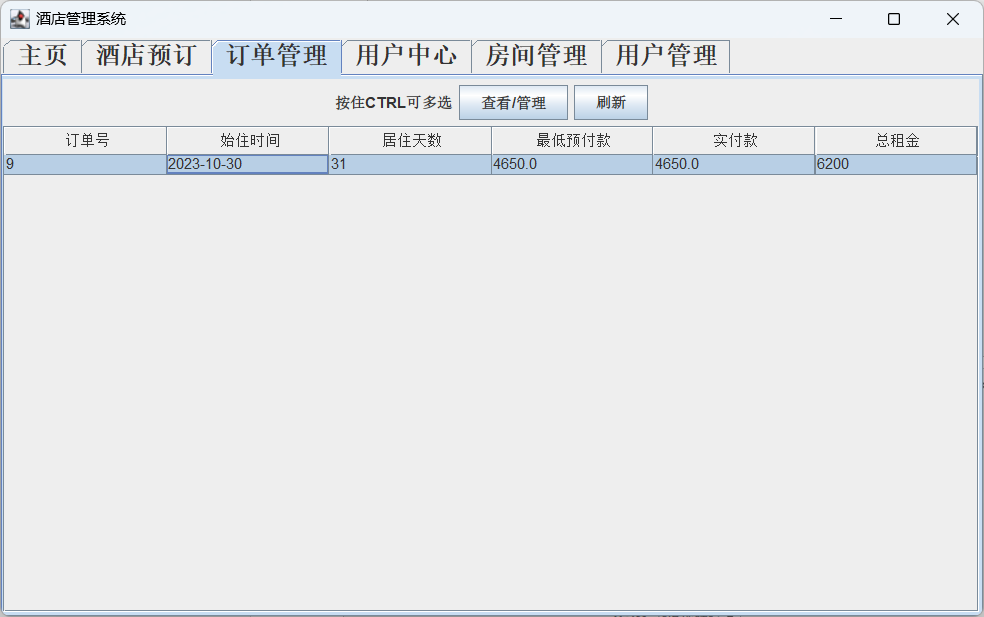 酒店管理系统
主页 酒店预订 订单管理 用户中心 房间管理 用户管理
按住CTRL可多选 查看/管理 刷新
订单号 始住时间 居住天数 最低预付款 实付款 总租金
9 2023-10-30 31 4650.0 4650.0 6200